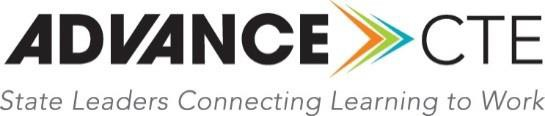 ADVANCE CTE
State Leaders Connecting Learning to Work